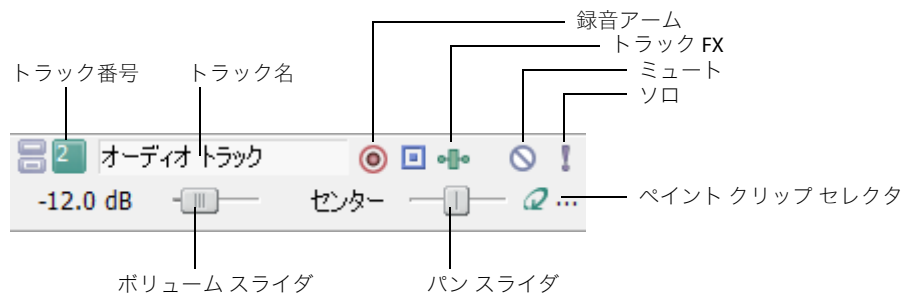 録音アーム
トラック FX
トラック番号 トラック名 ミュート
ソロ
2 オーディオ トラック
-12.0 dB センター ... ペイント クリップ セレクタ
ボリューム スライダ パン スライダ